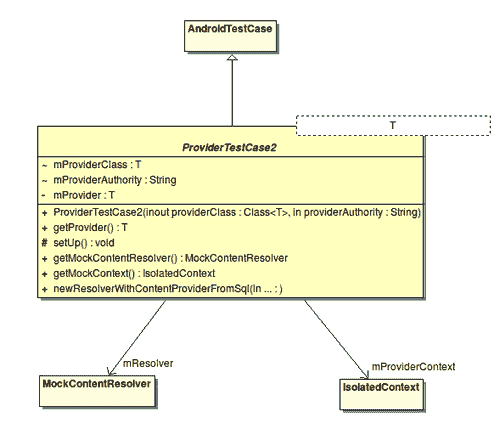 AndroidTestCase
T
ProviderTestCase2
~ mProviderClass : T
~ mProviderAuthority : String
- mProvider : T
+ ProviderTestCase2(inout providerClass : Class<T>, in providerAuthority : String)
+ getProvider() : T
# setUp() : void
+ getMockContentResolver() : MockContentResolver
+ getMockContext() : IsolatedContext
+ newResolverWithContentProviderFromSql(In ... : )
mResolver
mProviderContext
MockContentResolver
IsolatedContext